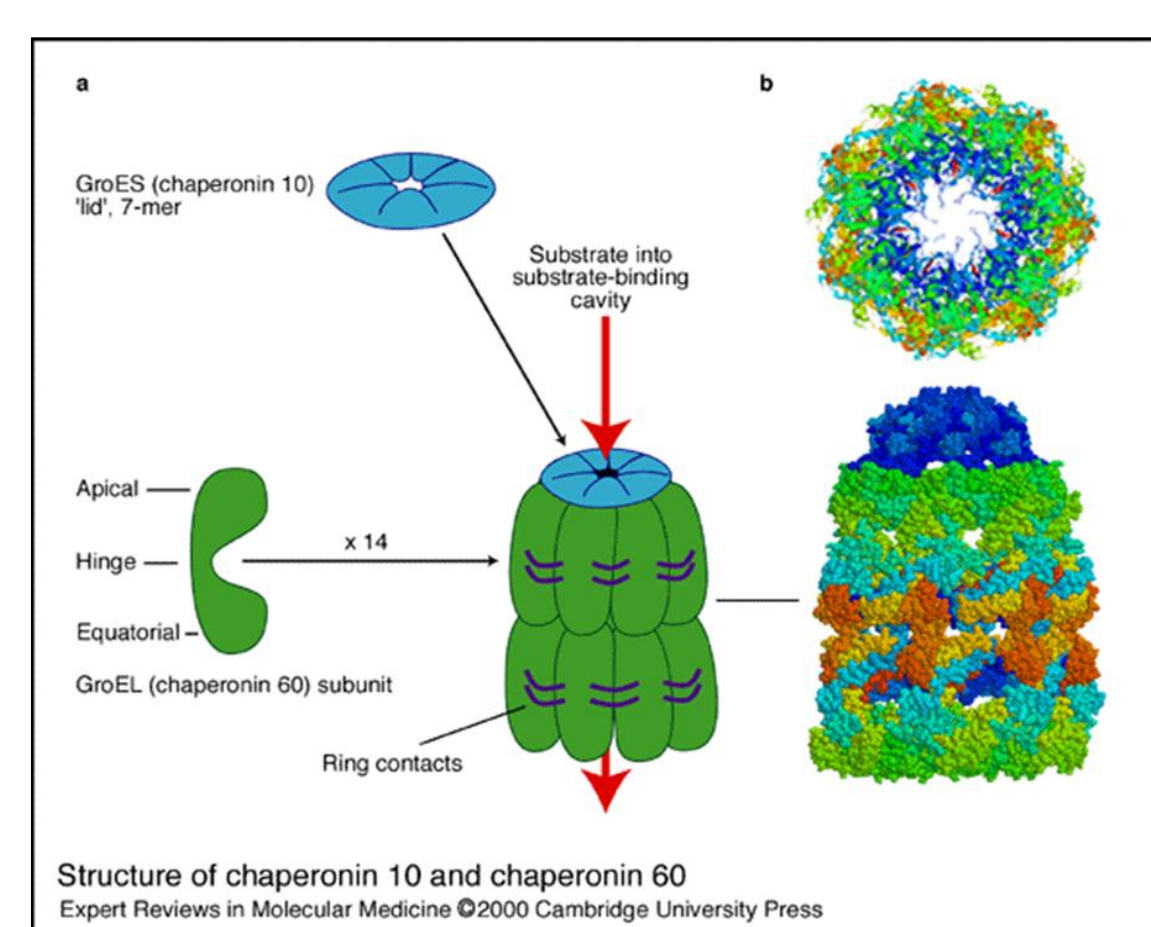 a
b
GroES (chaperonin 10)
'lid', 7-mer
Substrate into
substrate-binding
cavity
Apical
x 14
Hinge
Equatorial
GroEL (chaperonin 60) subunit
Ring contacts
Structure of chaperonin 10 and chaperonin 60
Expert Reviews in Molecular Medicine ©2000 Cambridge University Press